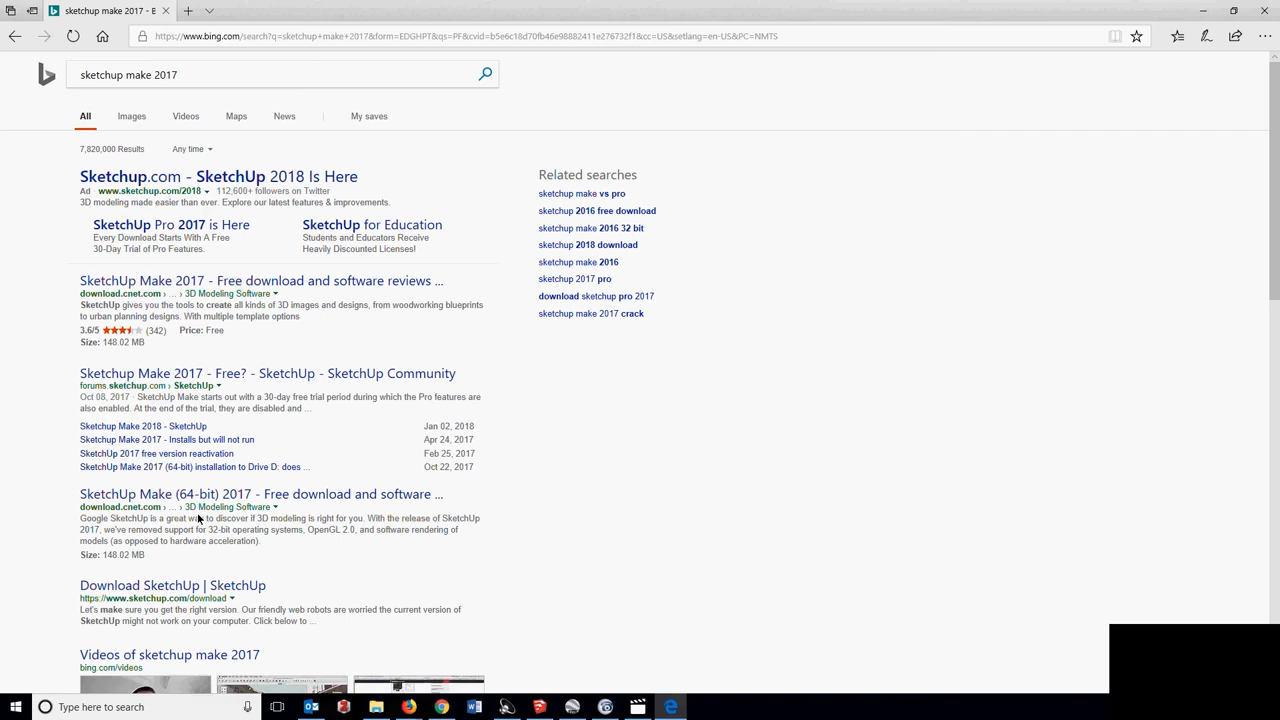 sketchup make 2017 - B
https://www.bing.com/search?q=sketchup+make+2017&form=EDGHPT&qs=PF&cvid=b5e6c18d70fb46e98882411e276732f1&cc=US&setlang=en-US&PC=NMTS
sketchup make 2017
All Images Videos Maps News | My saves
7,820,000 Results Any time
Sketchup.com - SketchUp 2018 Is Here
Ad · www.sketchup.com/2018 112,600+ followers on Twitter
3D modeling made easier than ever. Explore our latest features & improvements.
SketchUp Pro 2017 is Here
Every Download Starts With A Free
30-Day Trial of Pro Features.
SketchUp for Education
Students and Educators Receive
Heavily Discounted Licenses!
SketchUp Make 2017 - Free download and software reviews ...
download.cnet.com › ... › 3D Modeling Software
SketchUp gives you the tools to create all kinds of 3D images and designs, from woodworking blueprints
to urban planning designs. With multiple template options
3.6/5 (342) Price: Free
Size: 148.02 MB
Sketchup Make 2017 - Free? - SketchUp - SketchUp Community
forums.sketchup.com › SketchUp
Oct 08, 2017 · SketchUp Make starts out with a 30-day free trial period during which the Pro features are
also enabled. At the end of the trial, they are disabled and ...
Sketchup Make 2018 - SketchUp Jan 02, 2018
Sketchup Make 2017 - Installs but will not run Apr 24, 2017
SketchUp 2017 free version reactivation Feb 25, 2017
SketchUp Make 2017 (64-bit) installation to Drive D: does ... Oct 22, 2017
SketchUp Make (64-bit) 2017 - Free download and software ...
download.cnet.com › ... › 3D Modeling Software
Google SketchUp is a great way to discover if 3D modeling is right for you. With the release of SketchUp
2017, we've removed support for 32-bit operating systems, OpenGL 2.0, and software rendering of
models (as opposed to hardware acceleration).
Size: 148.02 MB
Download SketchUp | SketchUp
https://www.sketchup.com/download
Let's make sure you get the right version. Our friendly web robots are worried the current version of
SketchUp might not work on your computer. Click below to ...
Videos of sketchup make 2017
bing.com/videos
Related searches
sketchup make vs pro
sketchup 2016 free download
sketchup make 2016 32 bit
sketchup 2018 download
sketchup make 2016
sketchup 2017 pro
download sketchup pro 2017
sketchup make 2017 crack
Type here to search